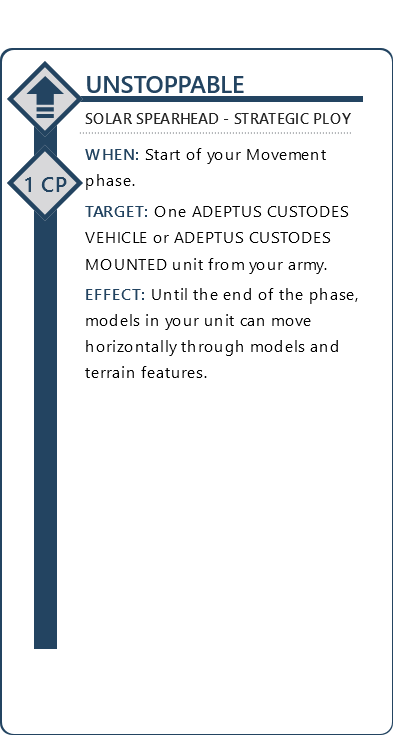 UNSTOPPABLE
SOLAR SPEARHEAD - STRATEGIC PLOY
WHEN: Start of your Movement
phase.
1 CP
TARGET: One ADEPTUS CUSTODES
VEHICLE or ADEPTUS CUSTODES
MOUNTED unit from your army.
EFFECT: Until the end of the phase,
models in your unit can move
horizontally through models and
terrain features.